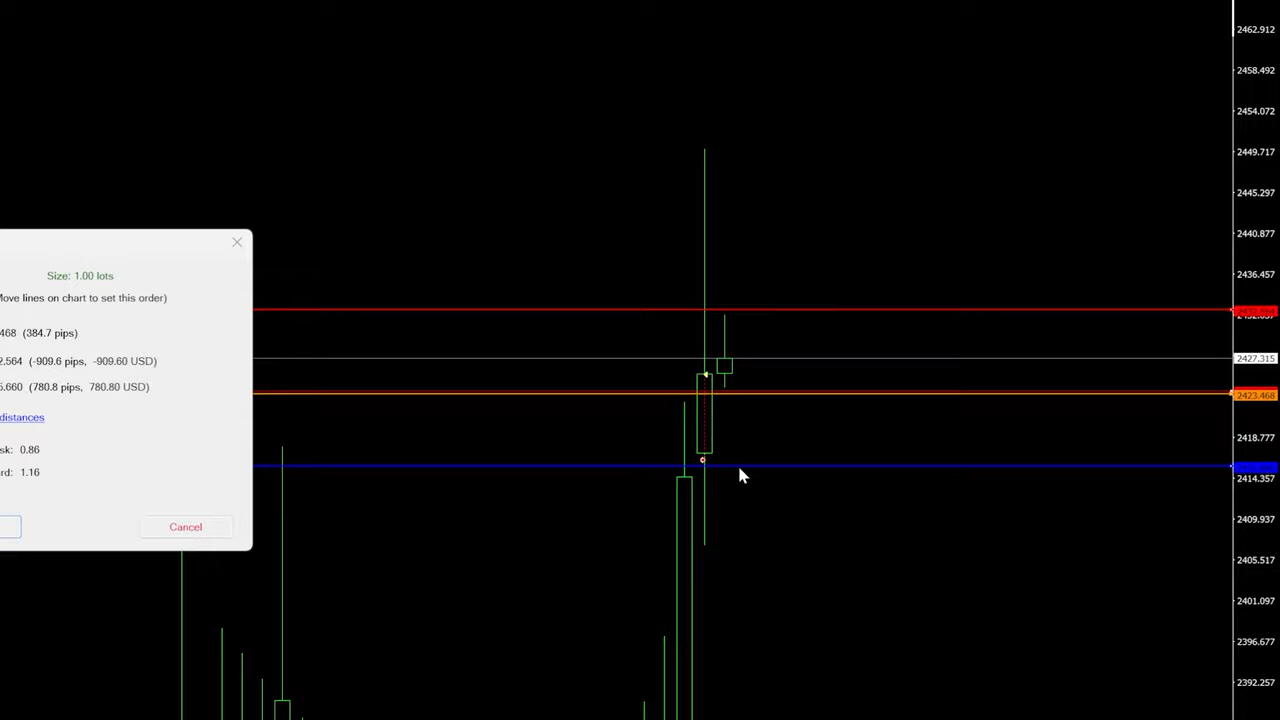 2462.912
2458.492
2454.072
2449.717
2445.297
2440.877
2436.457
Size: 1.00 lots
Move lines on chart to set this order)
468 (384.7 pips)
2.564 (-909.6 pips, -909.60 USD)
5.660 (780.8 pips, 780.80 USD)
distances
sk: 0.86
rd: 1.16
Cancel
2427.315
2423.468
2418.777
2414.357
2409.937
2405.517
2401.097
2396.677
2392.257